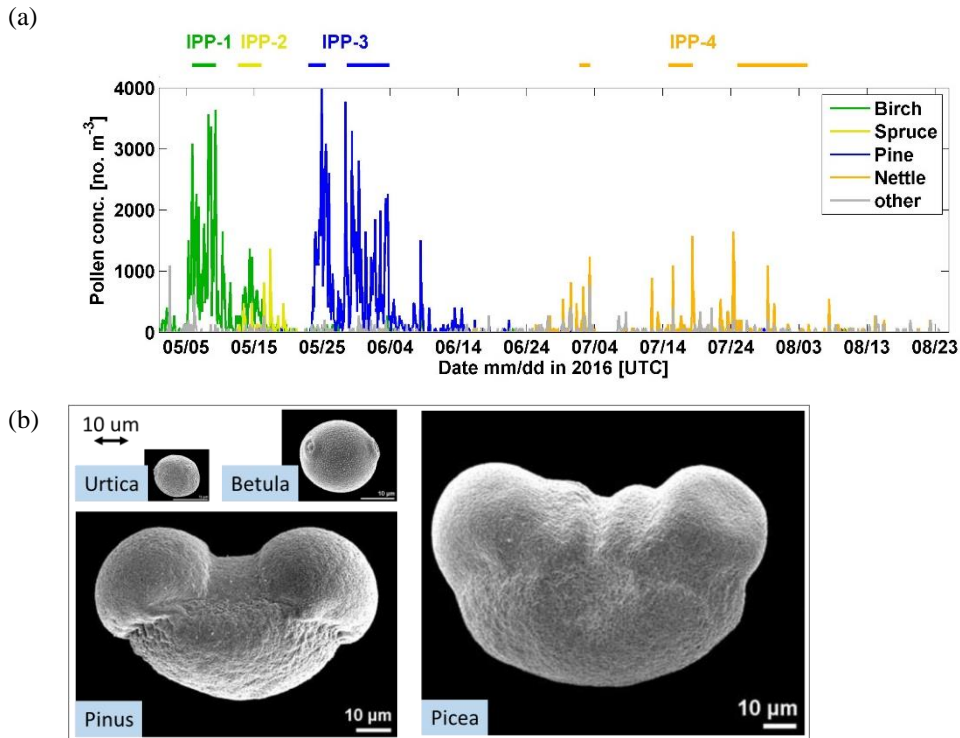 (a)
IPP-1 IPP-2 IPP-3 IPP-4
4000
3000
2000
1000
0
Pollen conc. [no. m⁻³]
Birch
Spruce
Pine
Nettle
other
05/05 05/15 05/25 06/04 06/14 06/24 07/04 07/14 07/24 08/03 08/13 08/23
Date mm/dd in 2016 [UTC]
(b)
10 um
Urtica
Betula
10 µm
Pinus
10 µm
Picea
10 µm